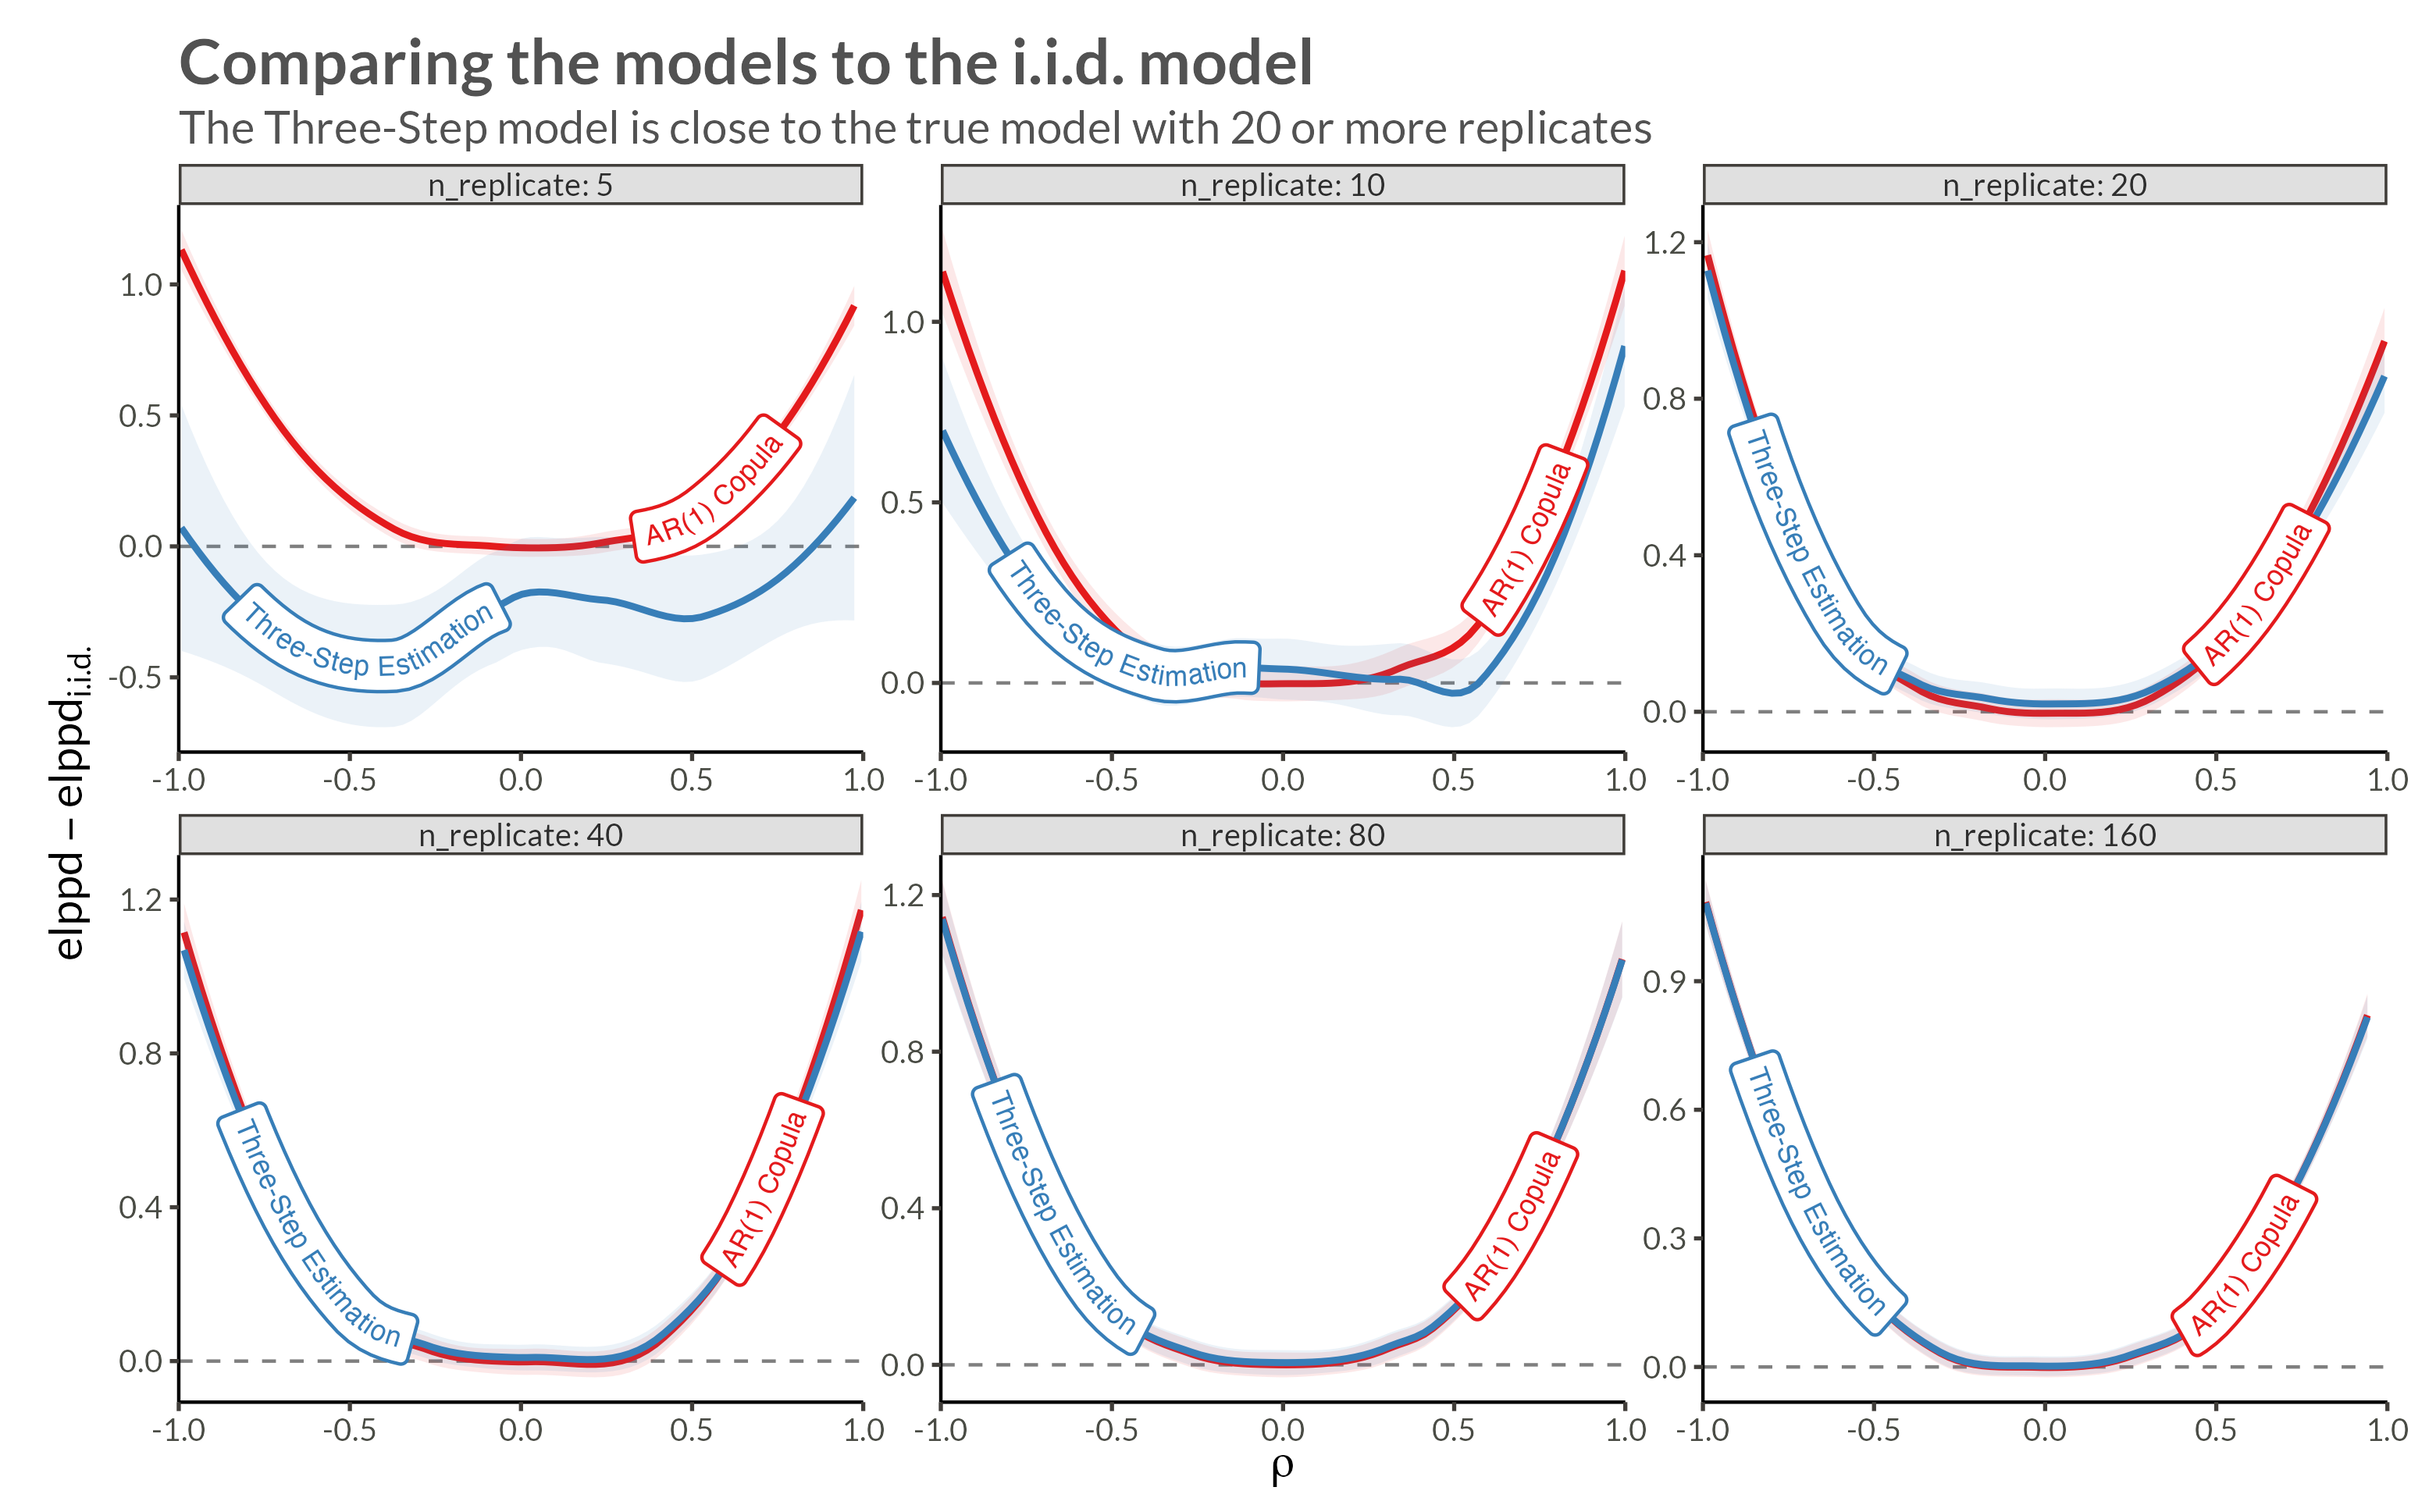 Comparing the models to the i.i.d. model
The Three-Step model is close to the true model with 20 or more replicates
n_replicate: 5
n_replicate: 10
n_replicate: 20
1.0
0.5
0.0
-0.5
AR(1) Copula
Three-Step Estimation
-1.0 -0.5 0.0 0.5 1.0
1.0
0.5
0.0
AR(1) Copula
Three-Step Estimation
-1.0 -0.5 0.0 0.5 1.0
1.2
0.8
0.4
0.0
Three-Step Estimation
AR(1) Copula
-1.0 -0.5 0.0 0.5 1.0
elppd – elppd i.i.d.
n_replicate: 40
n_replicate: 80
n_replicate: 160
1.2
0.8
0.4
0.0
Three-Step Estimation
AR(1) Copula
-1.0 -0.5 0.0 0.5 1.0
1.2
0.8
0.4
0.0
Three-Step Estimation
AR(1) Copula
-1.0 -0.5 0.0 0.5 1.0
0.9
0.6
0.3
0.0
Three-Step Estimation
AR(1) Copula
-1.0 -0.5 0.0 0.5 1.0
ρ